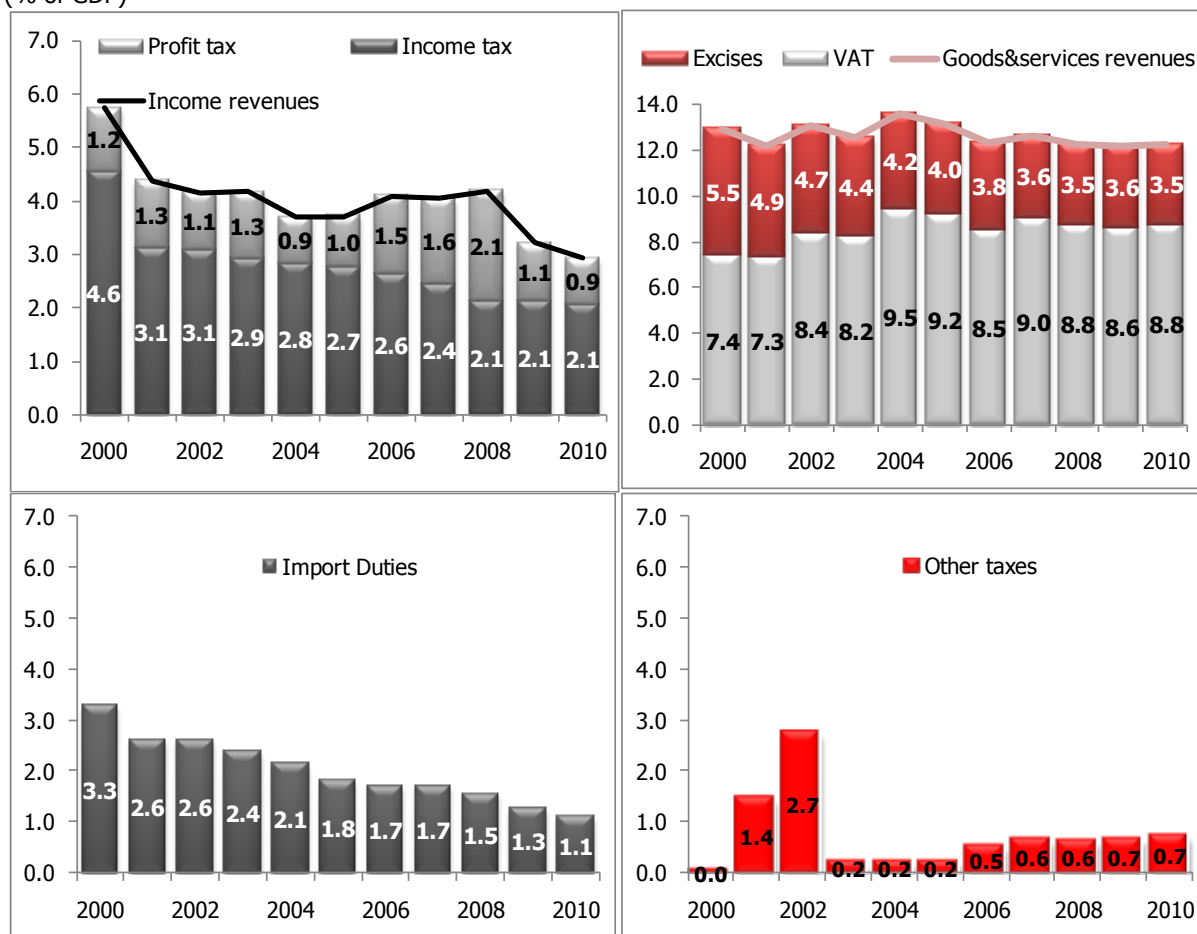 (% of GDP)
7.0
Profit tax Income tax
6.0
Income revenues
1.2
5.0
4.0
1.3 1.1 1.3 0.9 1.0 1.5 1.6 2.1
3.0
1.1 0.9
2.0
4.6 3.1 3.1 2.9 2.8 2.7 2.6 2.4 2.1 2.1 2.1
1.0
0.0
2000 2002 2004 2006 2008 2010
Excises VAT Goods&services revenues
14.0
12.0
5.5 4.9 4.7 4.4 4.2 4.0 3.8 3.6 3.5 3.6 3.5
10.0
8.0
6.0
7.4 7.3 8.4 8.2 9.5 9.2 8.5 9.0 8.8 8.6 8.8
4.0
2.0
0.0
2000 2002 2004 2006 2008 2010
7.0
Import Duties
6.0
5.0
4.0
3.0
2.0
3.3 2.6 2.6 2.4 2.1 1.8 1.7 1.7 1.5 1.3 1.1
1.0
0.0
2000 2002 2004 2006 2008 2010
7.0
Other taxes
6.0
5.0
4.0
3.0
2.0
1.0
0.0
0.0 1.4 2.7 0.2 0.2 0.2 0.5 0.6 0.6 0.7 0.7
2000 2002 2004 2006 2008 2010